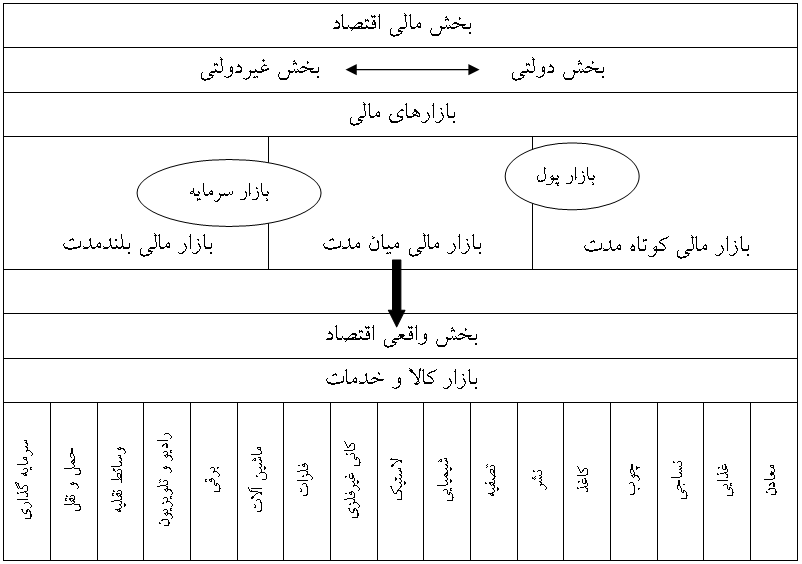 بخش مالی اقتصاد
بخش دولتی
بخش غیردولتی
بازارهای مالی
بازار پول
بازار سرمایه
بازار مالی کوتاه مدت
بازار مالی میان مدت
بازار مالی بلندمدت
بخش واقعی اقتصاد
بازار کالا و خدمات
معادن
غذایی
نساجی
چوب
کاغذ
نشر
تصفیه
شیمیایی
لاستیک
کانی غیرفلزی
فلزات
ماشین آلات
برقی
رادیو و تلویزیون
وسائط نقلیه
حمل و نقل
سرمایه گذاری